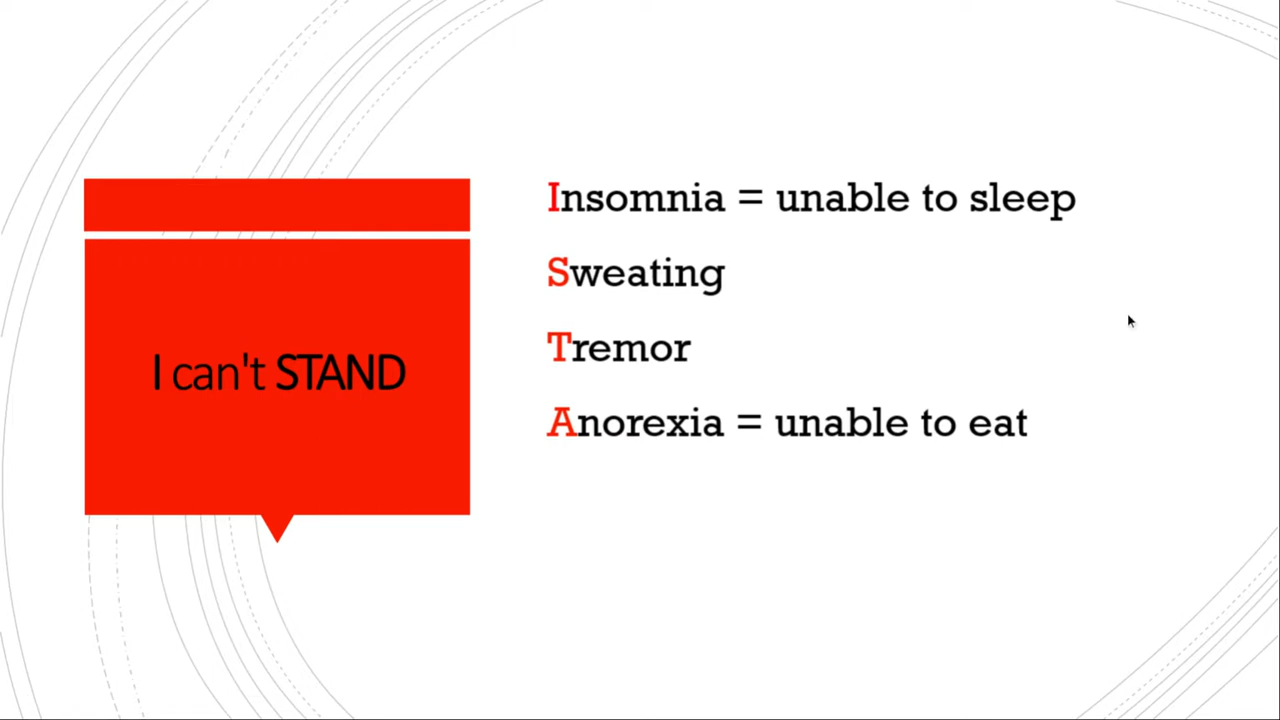 I can't STAND
Insomnia = unable to sleep
Sweating
Tremor
Anorexia = unable to eat